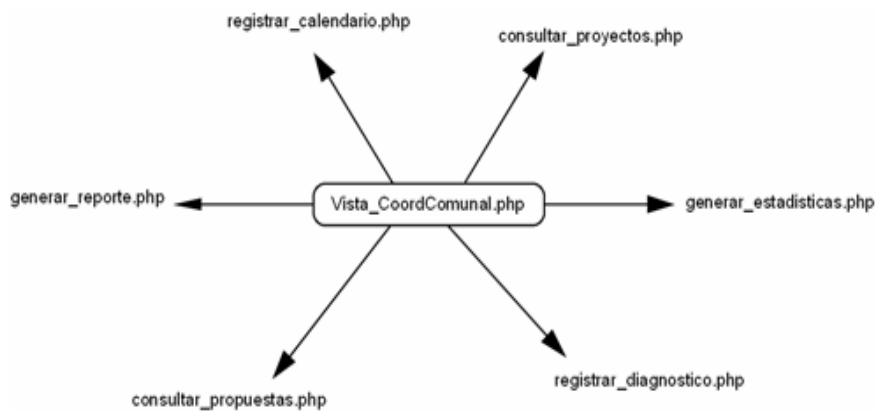 registrar_calendario.php
consultar_proyectos.php
generar_reporte.php
Vista_CoordComunal.php
generar_estadisticas.php
registrar_diagnostico.php
consultar_propuestas.php